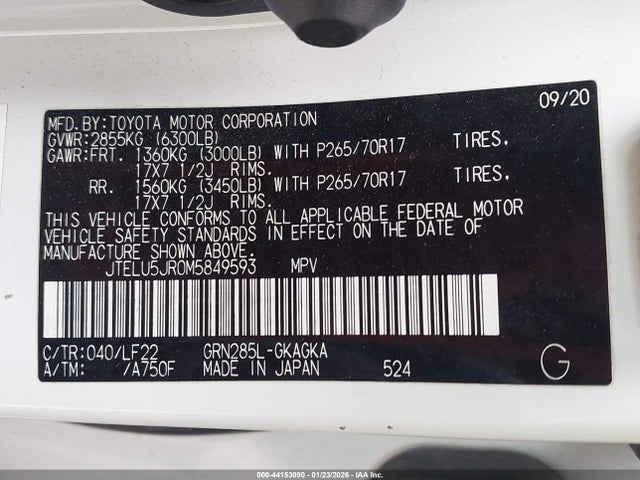 09/20
MFD.BY:TOYOTA MOTOR CORPORATION
GVWR:2855KG (6300LB)
GAWR:FRT. 1360KG (3000LB) WITH P265/70R17 TIRES.
17X7 1/2J RIMS.
RR. 1560KG (3450LB) WITH P265/70R17 TIRES.
17X7 1/2J RIMS.
THIS VEHICLE CONFORMS TO ALL APPLICABLE FEDERAL MOTOR
VEHICLE SAFETY STANDARDS IN EFFECT ON THE DATE OF
MANUFACTURE SHOWN ABOVE.
JTELU5JR0M5849593 MPV
C/TR:040/LF22 GRN285L-GKAGKA
A/TM: /A750F MADE IN JAPAN 524 G
000-44153090 - 01/23/2026 - IAA Inc.